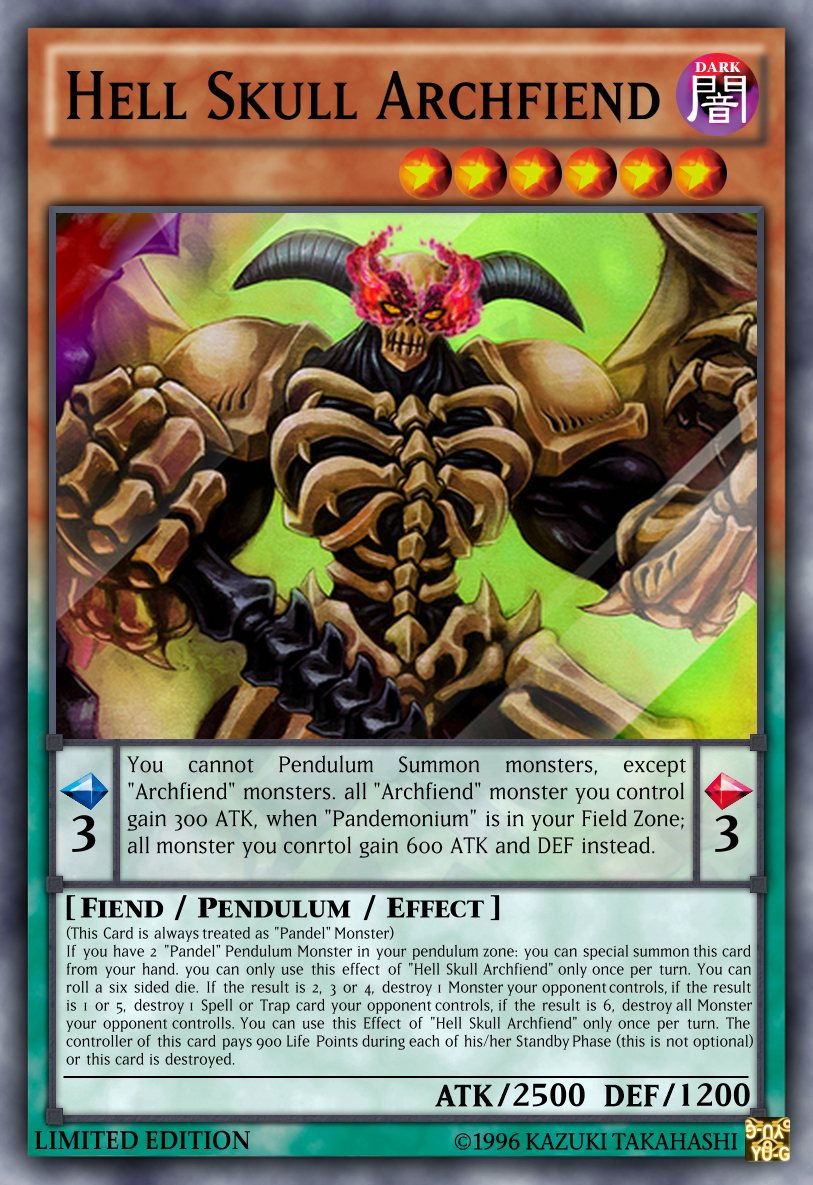 Hell Skull Archfiend
DARK
闇
You cannot Pendulum Summon monsters, except
"Archfiend" monsters. all "Archfiend" monster you control
gain 300 ATK, when "Pandemonium" is in your Field Zone;
all monster you conrtol gain 600 ATK and DEF instead.
3
3
[ Fiend / Pendulum / Effect ]
(This Card is always treated as "Pandel" Monster)
If you have 2 "Pandel" Pendulum Monster in your pendulum zone: you can special summon this card
from your hand. you can only use this effect of "Hell Skull Archfiend" only once per turn. You can
roll a six sided die. If the result is 2, 3 or 4, destroy 1 Monster your opponent controls, if the result
is 1 or 5, destroy 1 Spell or Trap card your opponent controls, if the result is 6, destroy all Monster
your opponent controlls. You can use this Effect of "Hell Skull Archfiend" only once per turn. The
controller of this card pays 900 Life Points during each of his/her Standby Phase (this is not optional)
or this card is destroyed.
ATK/2500 DEF/1200
LIMITED EDITION
©1996 KAZUKI TAKAHASHI